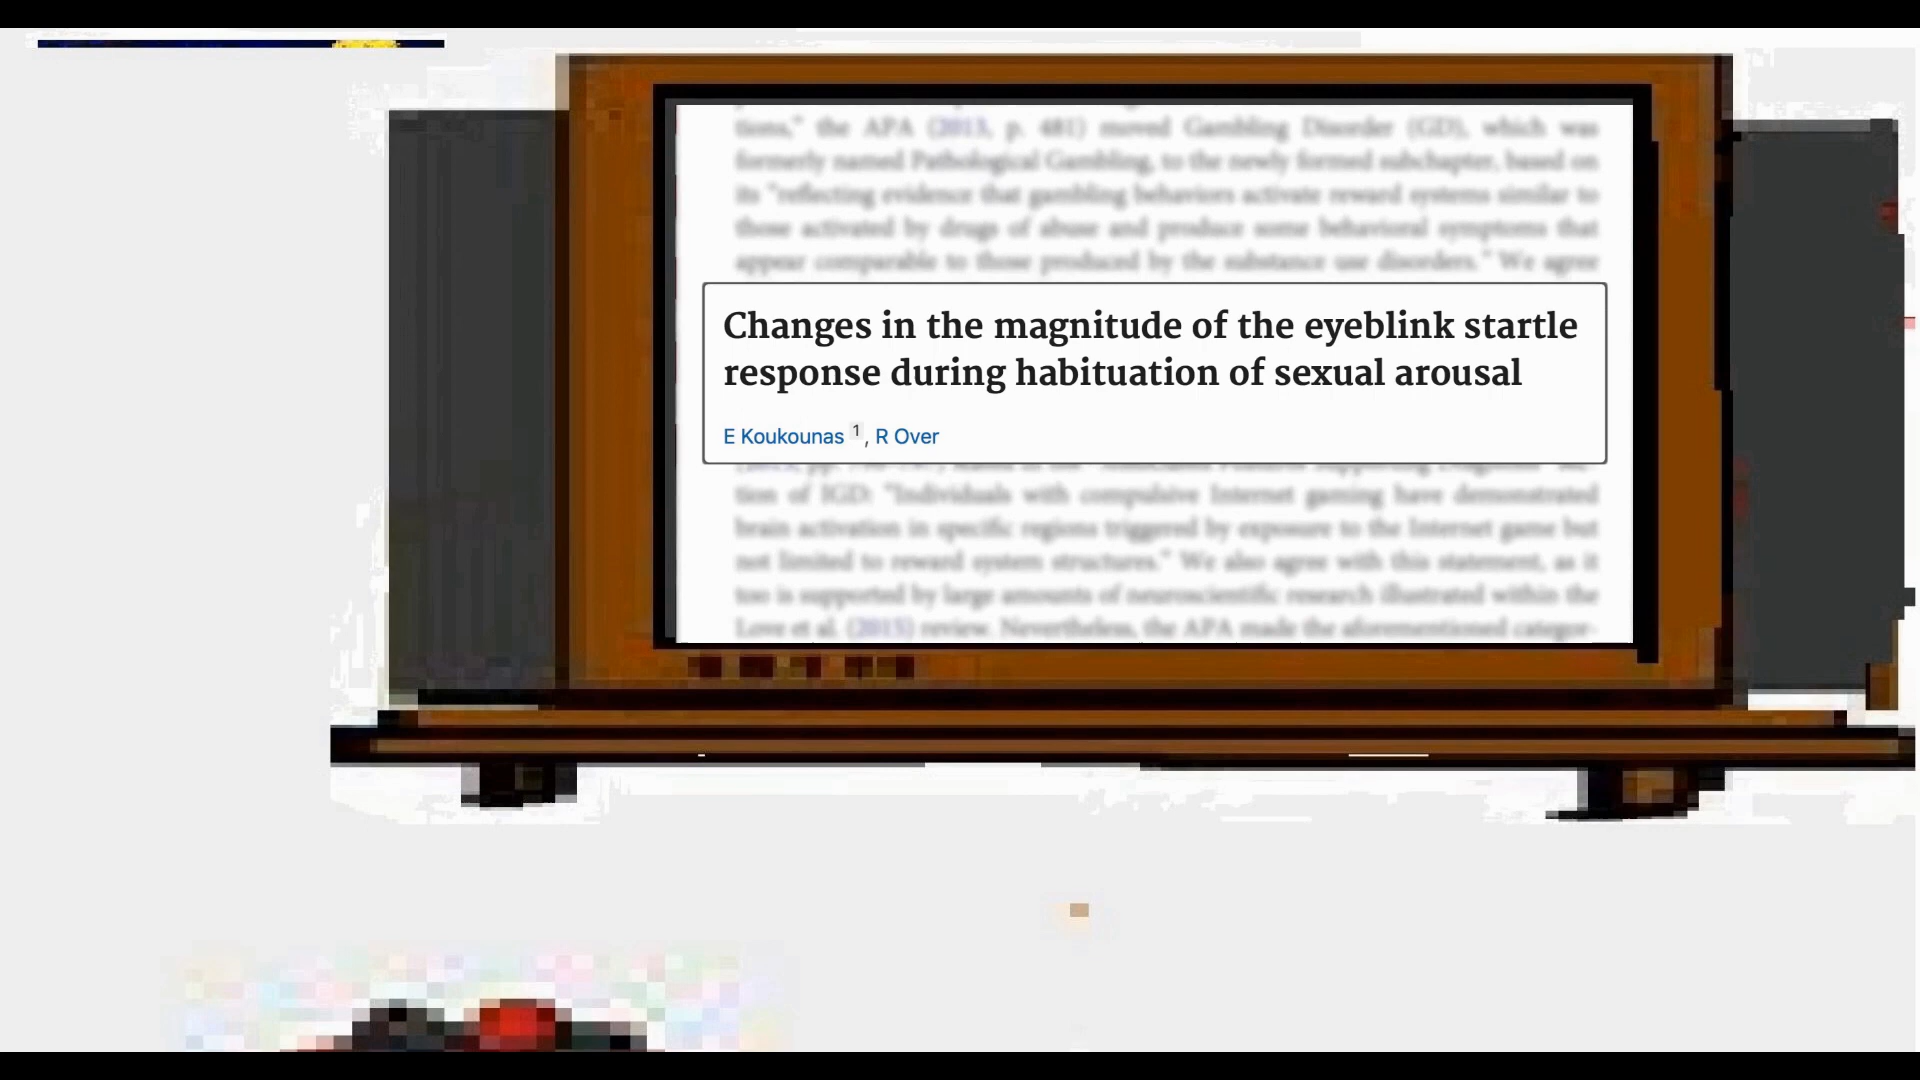 tions,” the APA (2013, p. 481) moved Gambling Disorder (GD), which was
formerly named Pathological Gambling, to the newly formed subchapter, based on
its “reflecting evidence that gambling behaviors activate reward systems similar to
those activated by drugs of abuse and produce some behavioral symptoms that
appear comparable to those produced by the substance use disorders.” We agree
Changes in the magnitude of the eyeblink startle
response during habituation of sexual arousal
E Koukounas 1, R Over
tion of IGD: “Individuals with compulsive Internet gaming have demonstrated
brain activation in specific regions triggered by exposure to the Internet game but
not limited to reward system structures.” We also agree with this statement, as it
too is supported by large amounts of neuroscientific research illustrated within the
Love et al. (2015) review. Nevertheless, the APA made the aforementioned categor-